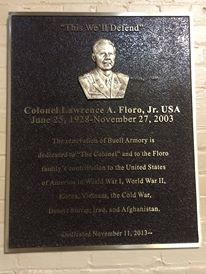 "This We'll Defend"
Colonel Lawrence A. Floro, Jr. USA
June 25, 1928-November 27, 2003
The renovation of Buell Armory is
dedicated to "The Colonel" and to the Floro
family's contribution to the United States
of America in World War I, World War II,
Korea, Vietnam, the Cold War,
Desert Storm, Iraq, and Afghanistan.
Dedicated November 11, 2013--